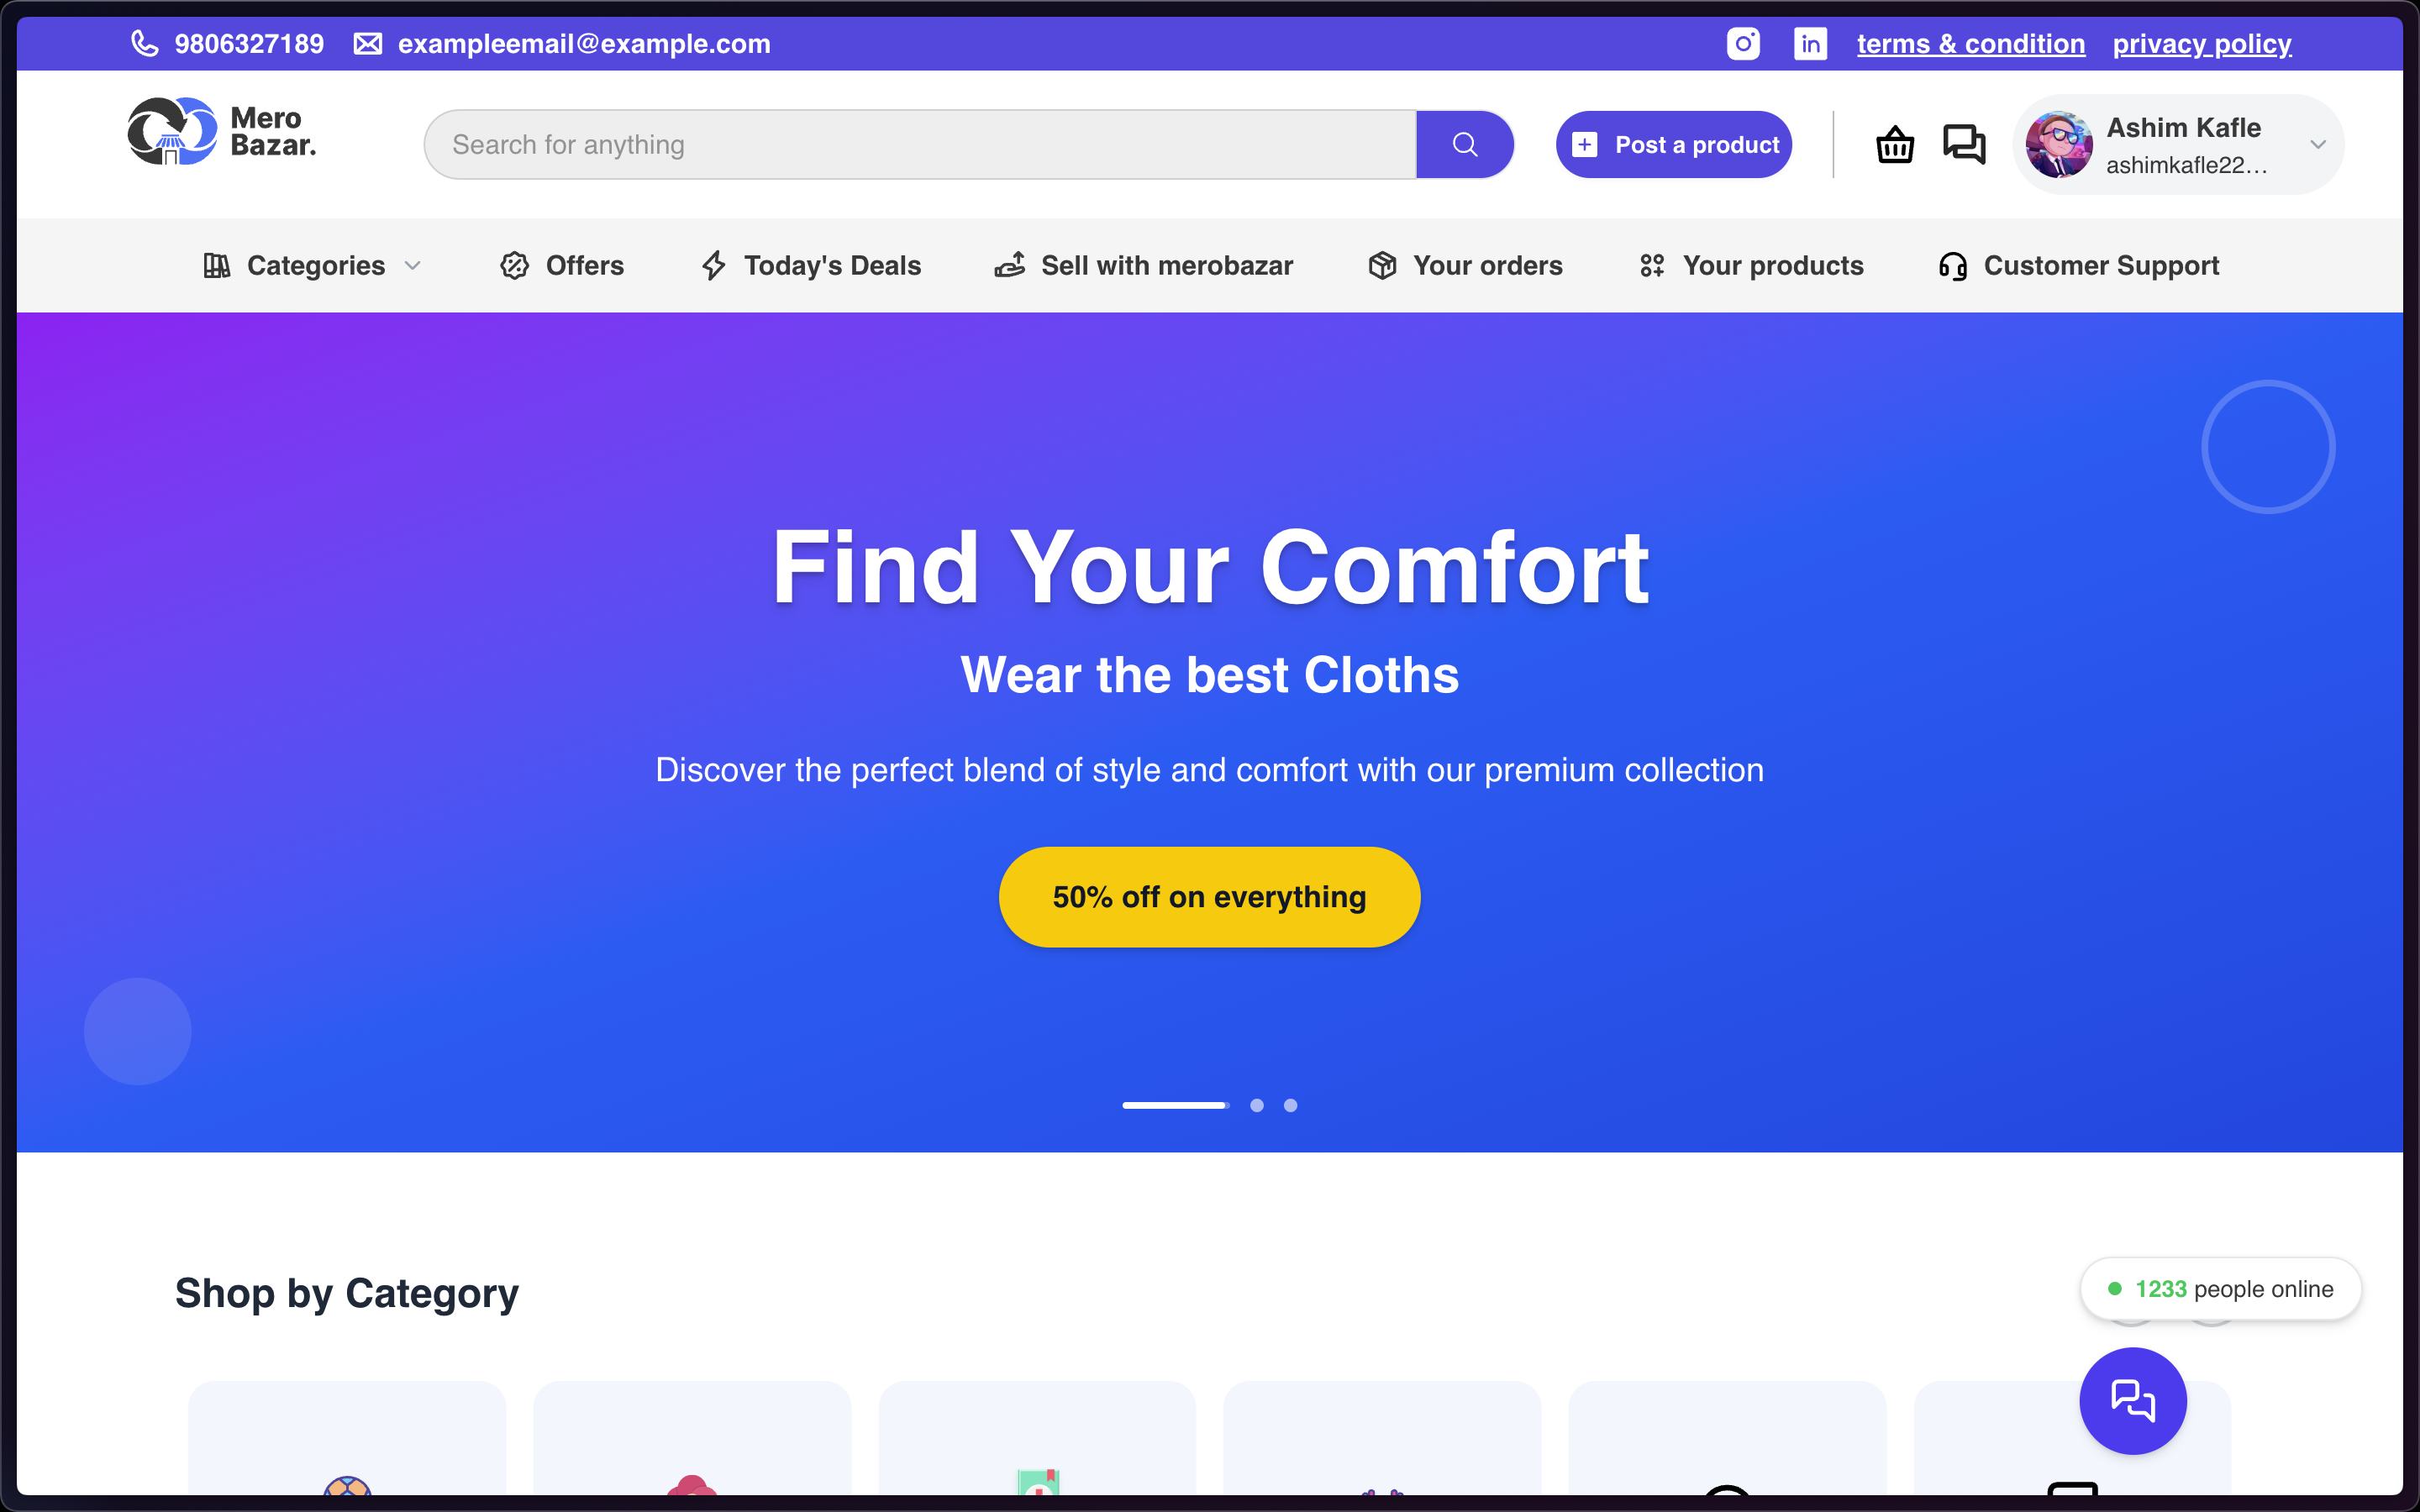 9806327189 exampleemail@example.com terms & condition privacy policy
Mero
Bazar.
Search for anything
Post a product
Ashim Kafle
ashimkafle22...
Categories Offers Today's Deals Sell with merobazar Your orders Your products Customer Support
Find Your Comfort
Wear the best Cloths
Discover the perfect blend of style and comfort with our premium collection
50% off on everything
Shop by Category
1233 people online